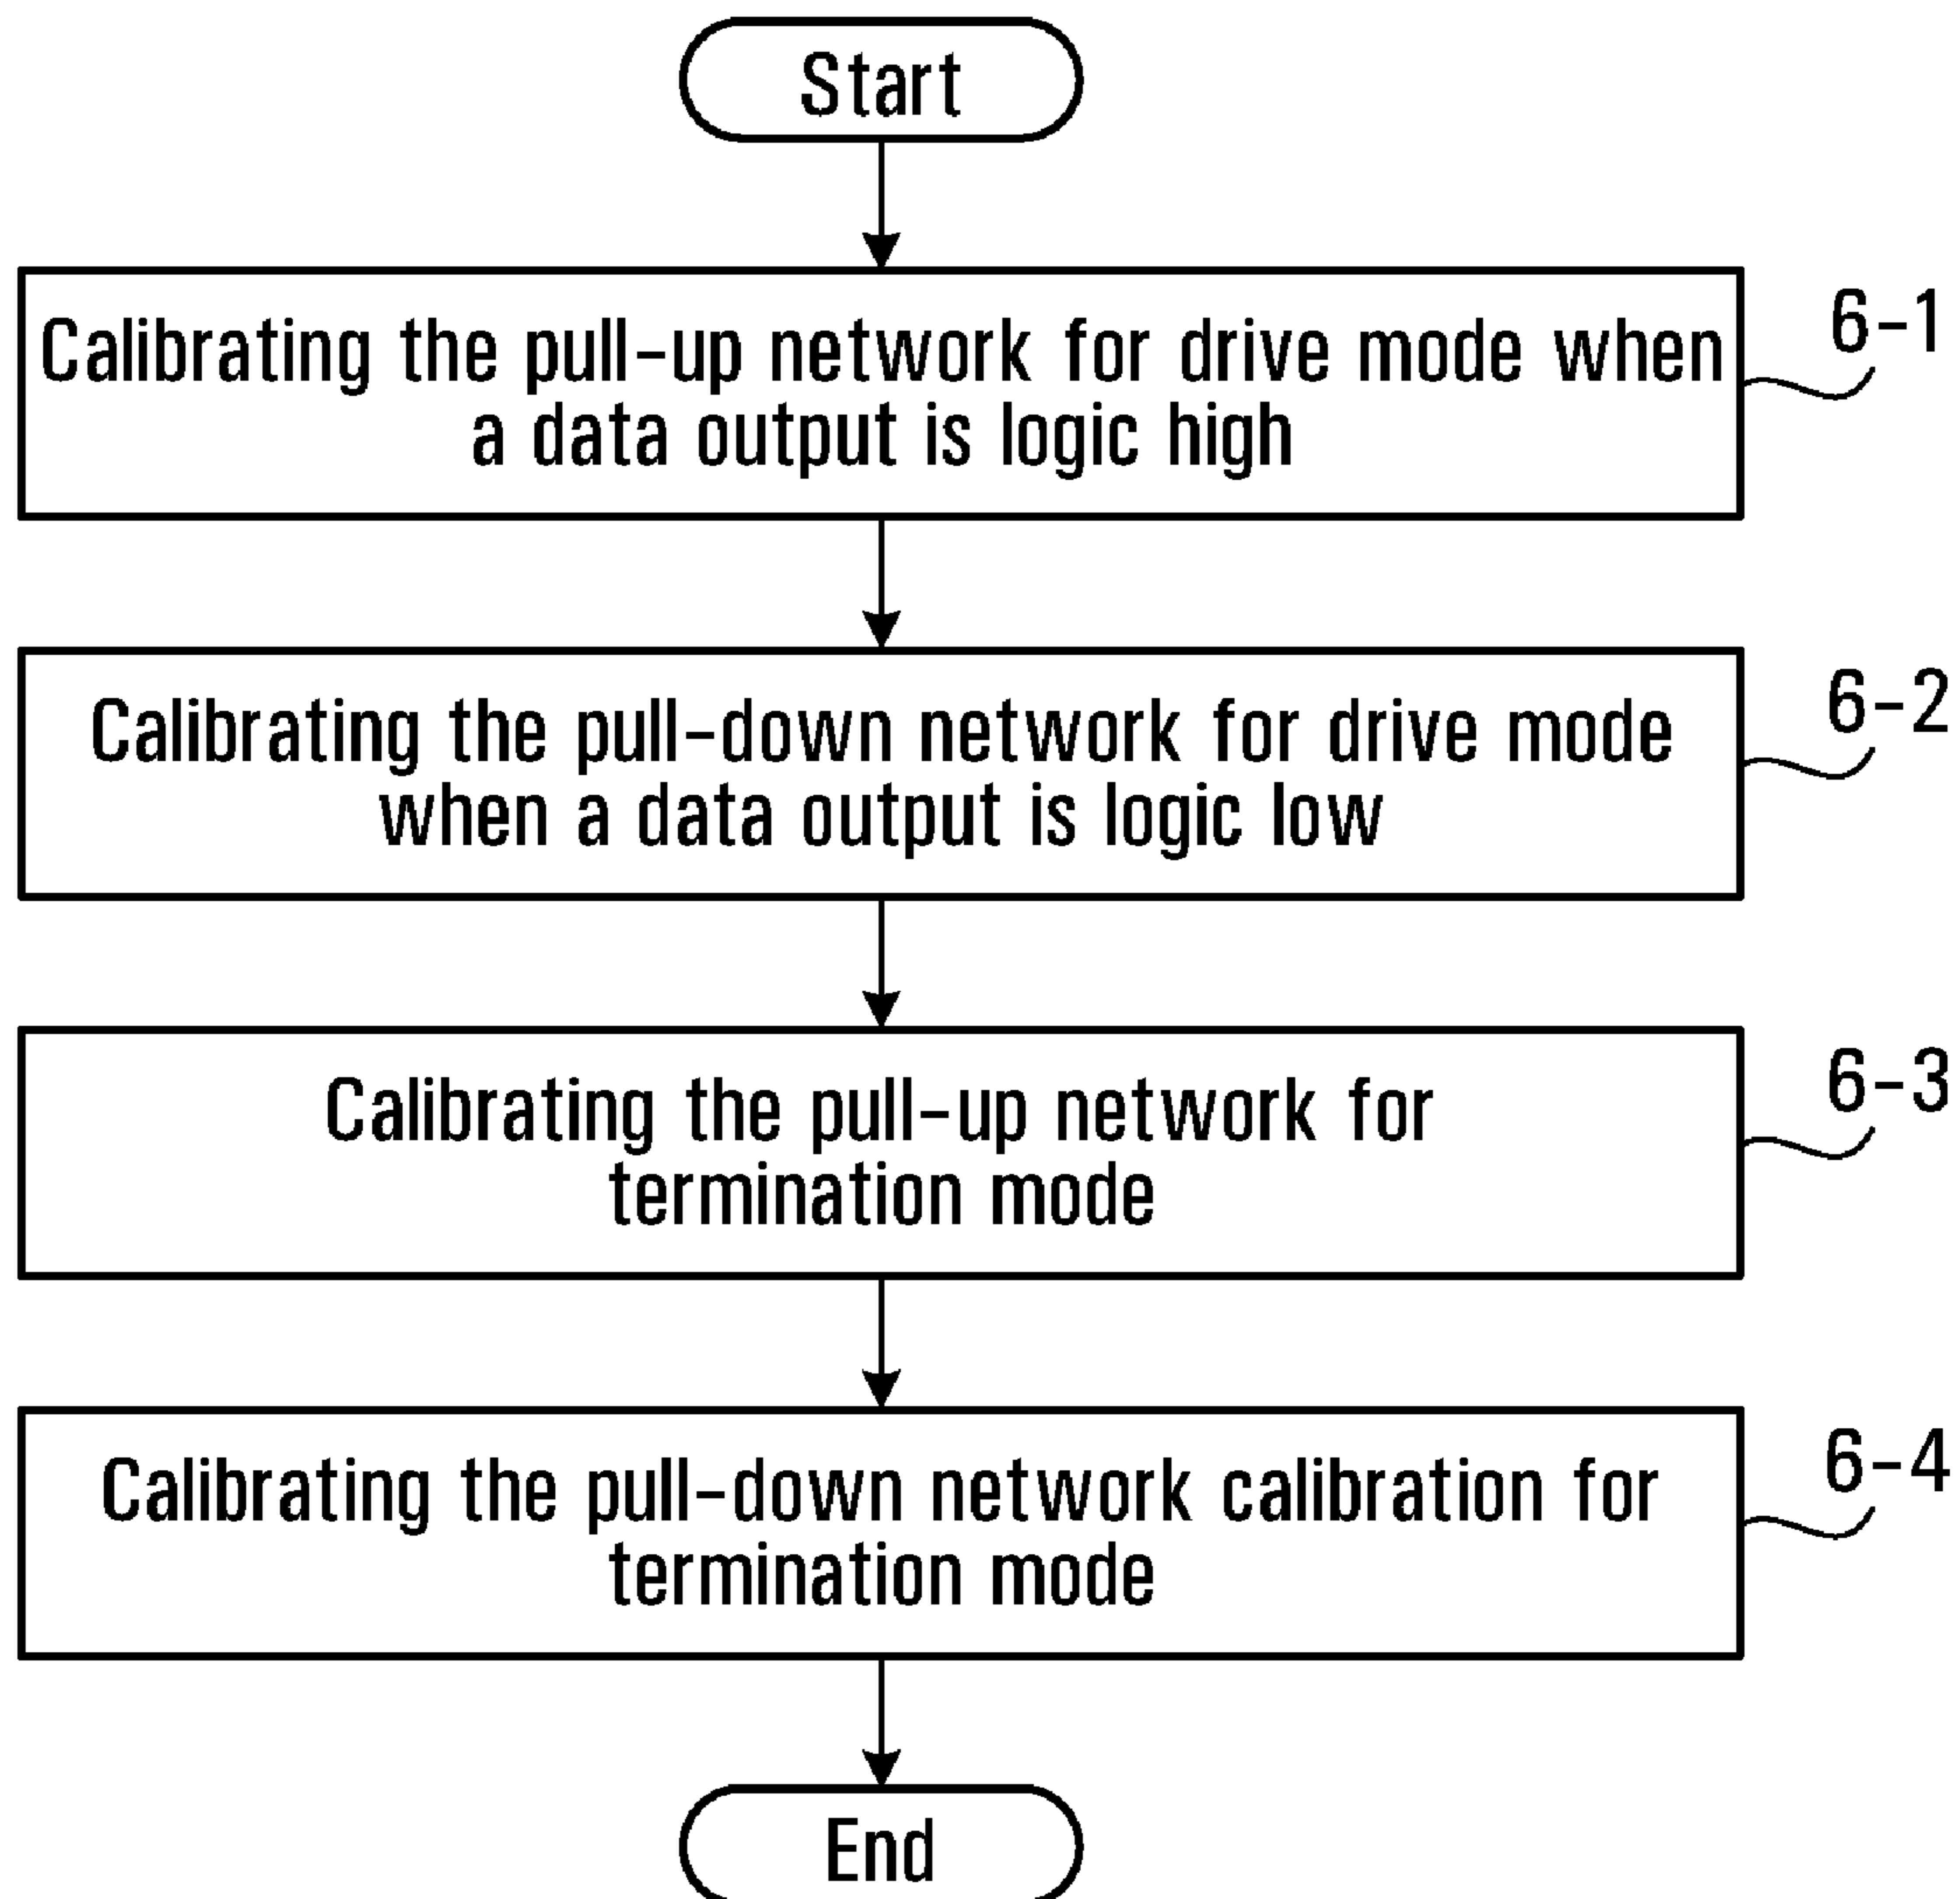 Start
Calibrating the pull-up network for drive mode when
a data output is logic high
6-1
Calibrating the pull-down network for drive mode
when a data output is logic low
6-2
Calibrating the pull-up network for
termination mode
6-3
Calibrating the pull-down network calibration for
termination mode
6-4
End